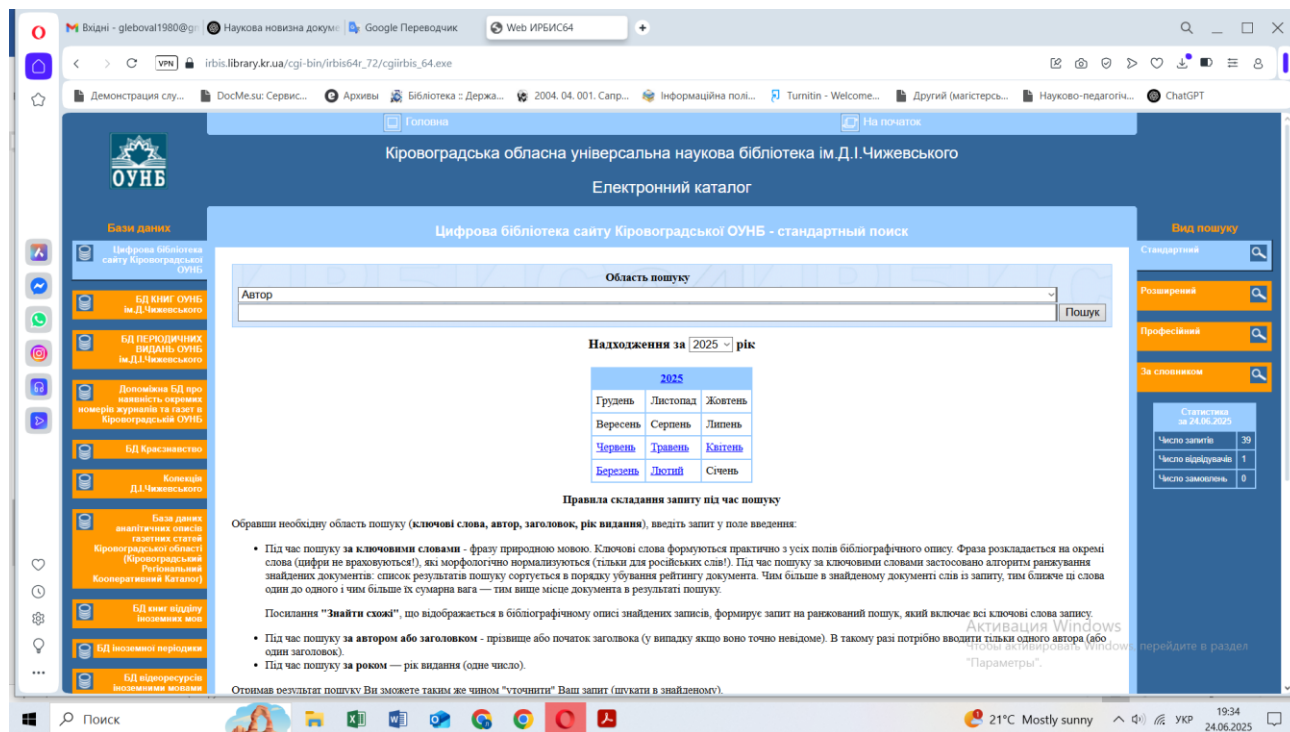 Вхідні - gleboval1980@g
Наукова новизна докумо
Google Переводчик
Web ИРБИС64
VPN
irbis.library.kr.ua/cgi-bin/irbis64r_72/cgiirbis_64.exe
Демонстрация слу...
DocMe.su: Сервис...
Архивы
Бібліотека :: Держа...
2004. 04. 001. Сапр...
Інформаційна полі...
Turnitin - Welcome...
Другий (магістерсь...
Науково-педагогіч...
ChatGPT
Головна
На початок
ОУНБ
Кіровоградська обласна універсальна наукова бібліотека ім.Д.І.Чижевського
Електронний каталог
Бази даних
Цифрова бібліотека
сайту Кіровоградської
ОУНБ
БД КНИГ ОУНБ
ім.Д.Чижевського
БД ПЕРІОДИЧНИХ
ВИДАНЬ ОУНБ
ім.Д.І.Чижевського
Допоміжна БД про
наявність окремих
номерів журналів та газет в
Кіровоградській ОУНБ
БД Краєзнавство
Колекція
Д.І.Чижевського
База даних
аналітичних описів
газетних статей
Кіровоградської області
(Кіровоградський
Регіональний
Кооперативний Каталог)
БД книг відділу
іноземних мов
БД іноземної періодики
БД відеоресурсів
іноземними мовами
Цифрова бібліотека сайту Кіровоградської ОУНБ - стандартный поиск
Область пошуку
Автор
Пошук
Надходження за 2025 рік
2025
Грудень Листопад Жовтень
Вересень Серпень Липень
Червень Травень Квітень
Березень Лютий Січень
Правила складання запиту під час пошуку
Обравши необхідну область пошуку (ключові слова, автор, заголовок, рік видання), введіть запит у поле введення:
• Під час пошуку за ключовими словами - фразу природною мовою. Ключові слова формуються практично з усіх полів бібліографічного опису. Фраза розкладається на окремі
слова (цифри не враховуються!), які морфологічно нормализуються (тільки для російських слів!). Під час пошуку за ключовими словами застосовано алгоритм ранжування
знайдених документів: список результатів пошуку сортується в порядку убування рейтингу документа. Чим більше в знайденому документі слів із запиту, тим ближче ці слова
один до одного і чим більше їх сумарна вага — тим вище місце документа в результаті пошуку.
Посилання "Знайти схожі", що відображається в бібліографічному описі знайдених записів, формує запит на ранжований пошук, який включає всі ключові слова запису.
• Під час пошуку за автором або заголовком - прізвище або початок заголвока (у випадку якщо воно точно невідоме). В такому разі потрібно вводити тільки одного автора (або
один заголовок).
• Під час пошуку за роком — рік видання (одне число).
Отримав результат пошуку Ви зможете таким же чином "уточнити" Ваш запит (шукати в знайденому).
Вид пошуку
Стандартний
Розширений
Професійний
За словником
Статистика
за 24.06.2025
Число запитів 39
Число відвідувачів 1
Число замовлень 0
Активация Windows
Чтобы активировать Windows, перейдите в раздел
"Параметры".
Поиск
21°C Mostly sunny
УКР
19:34
24.06.2025